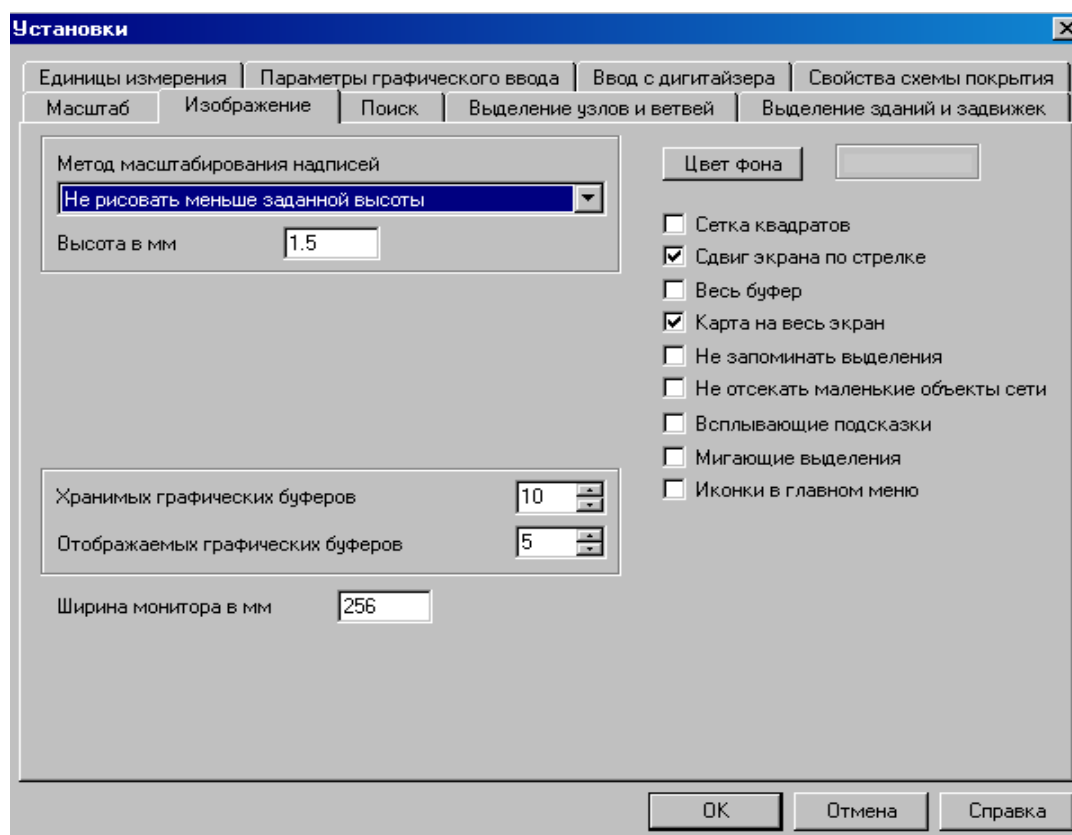 Установки
Единицы измерения
Параметры графического ввода
Ввод с дигитайзера
Свойства схемы покрытия
Масштаб
Изображение
Поиск
Выделение узлов и ветвей
Выделение зданий и задвижек
Метод масштабирования надписей
Не рисовать меньше заданной высоты
Высота в мм
1.5
Хранимых графических буферов
10
Отображаемых графических буферов
5
Ширина монитора в мм
256
Цвет фона
Сетка квадратов
Сдвиг экрана по стрелке
Весь буфер
Карта на весь экран
Не запоминать выделения
Не отсекать маленькие объекты сети
Всплывающие подсказки
Мигающие выделения
Иконки в главном меню
OK
Отмена
Справка